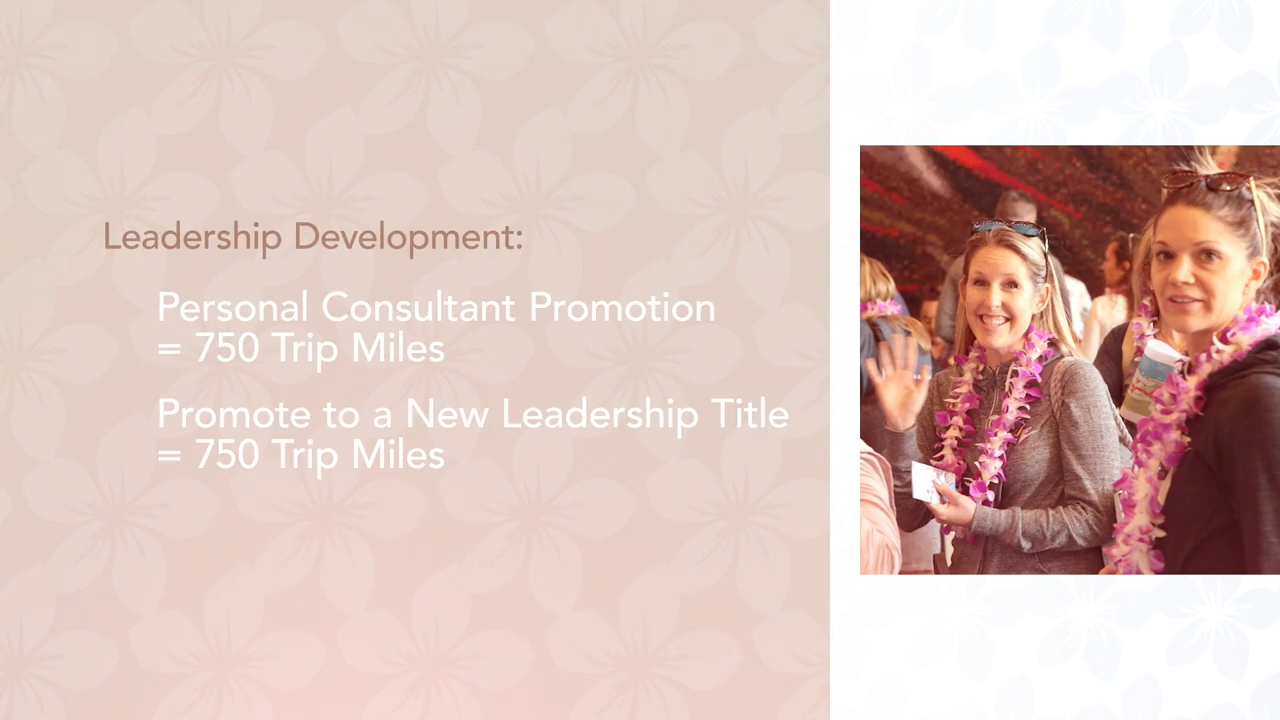 Leadership Development:
Personal Consultant Promotion
= 750 Trip Miles
Promote to a New Leadership Title
= 750 Trip Miles